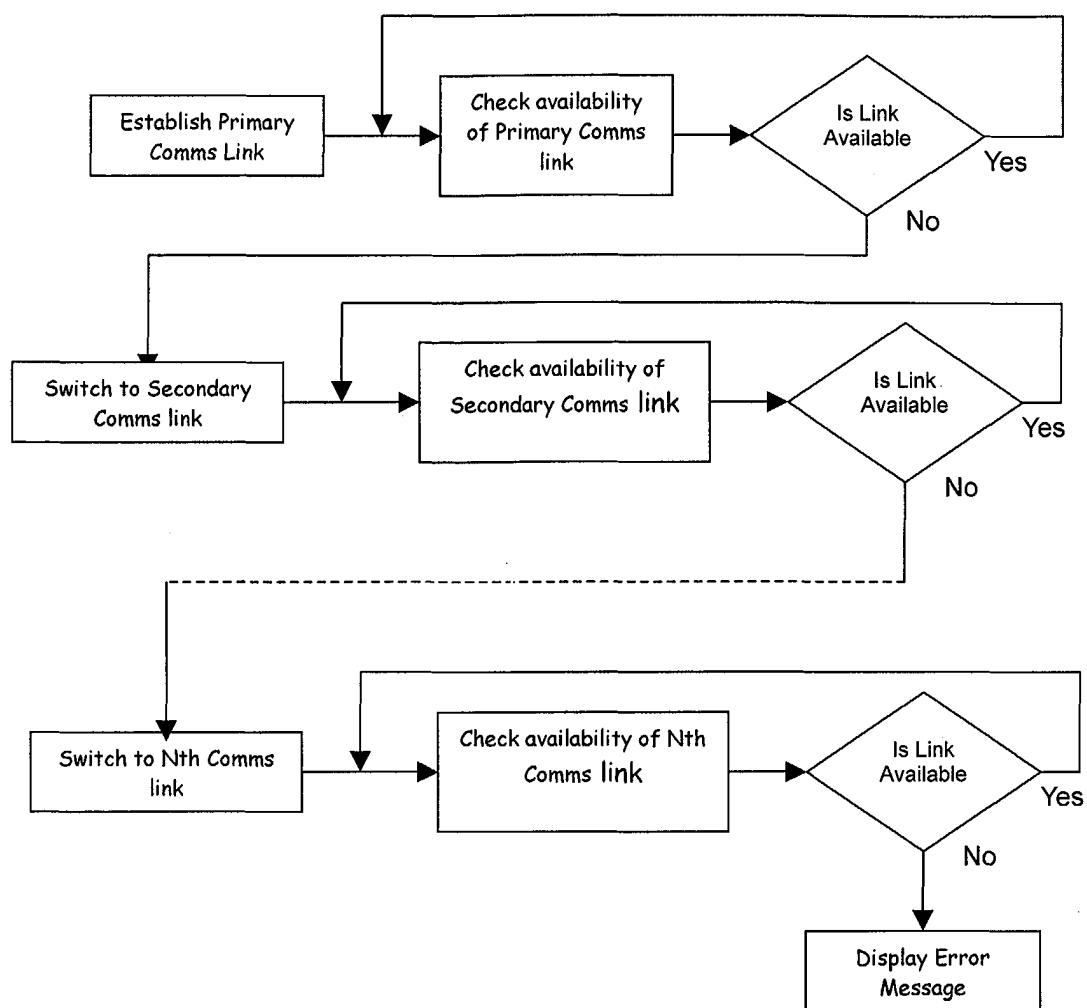 Establish Primary
Comms Link
Check availability
of Primary Comms
link
Is Link
Available
Yes
No
Switch to Secondary
Comms link
Check availability of
Secondary Comms link
Is Link
Available
Yes
No
Switch to Nth Comms
link
Check availability of Nth
Comms link
Is Link
Available
Yes
No
Display Error
Message